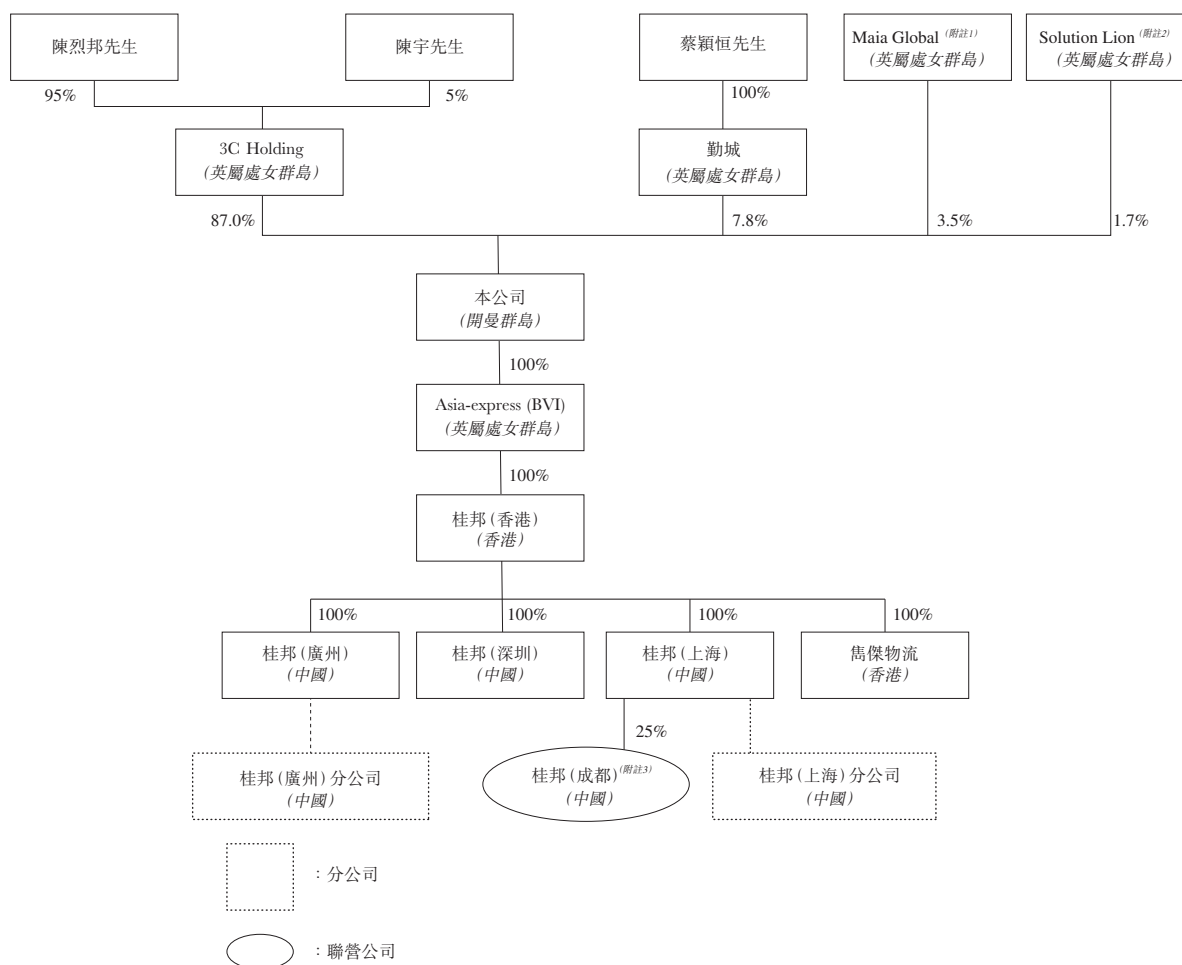 陳烈邦先生
陳宇先生
蔡穎恒先生
Maia Global (附註1)
(英屬處女群島)
Solution Lion (附註2)
(英屬處女群島)
95%
5%
100%
3C Holding
(英屬處女群島)
勤城
(英屬處女群島)
87.0%
7.8%
3.5%
1.7%
本公司
(開曼群島)
100%
Asia-express (BVI)
(英屬處女群島)
100%
桂邦(香港)
(香港)
100%
100%
100%
100%
桂邦(廣州)
(中國)
桂邦(深圳)
(中國)
桂邦(上海)
(中國)
雋傑物流
(香港)
25%
桂邦(廣州)分公司
(中國)
桂邦(成都)(附註3)
(中國)
桂邦(上海)分公司
(中國)
：分公司
：聯營公司